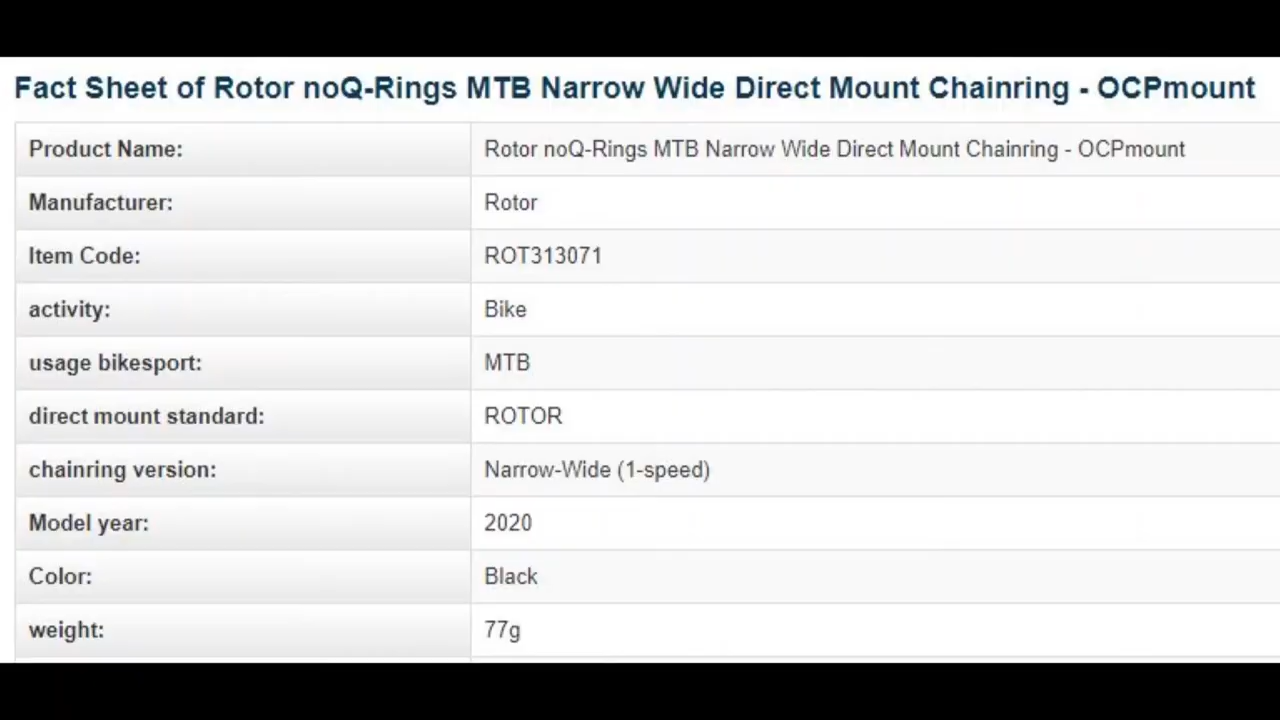 Fact Sheet of Rotor noQ-Rings MTB Narrow Wide Direct Mount Chainring - OCPmount
Product Name: Rotor noQ-Rings MTB Narrow Wide Direct Mount Chainring - OCPmount
Manufacturer: Rotor
Item Code: ROT313071
activity: Bike
usage bikesport: MTB
direct mount standard: ROTOR
chainring version: Narrow-Wide (1-speed)
Model year: 2020
Color: Black
weight: 77g